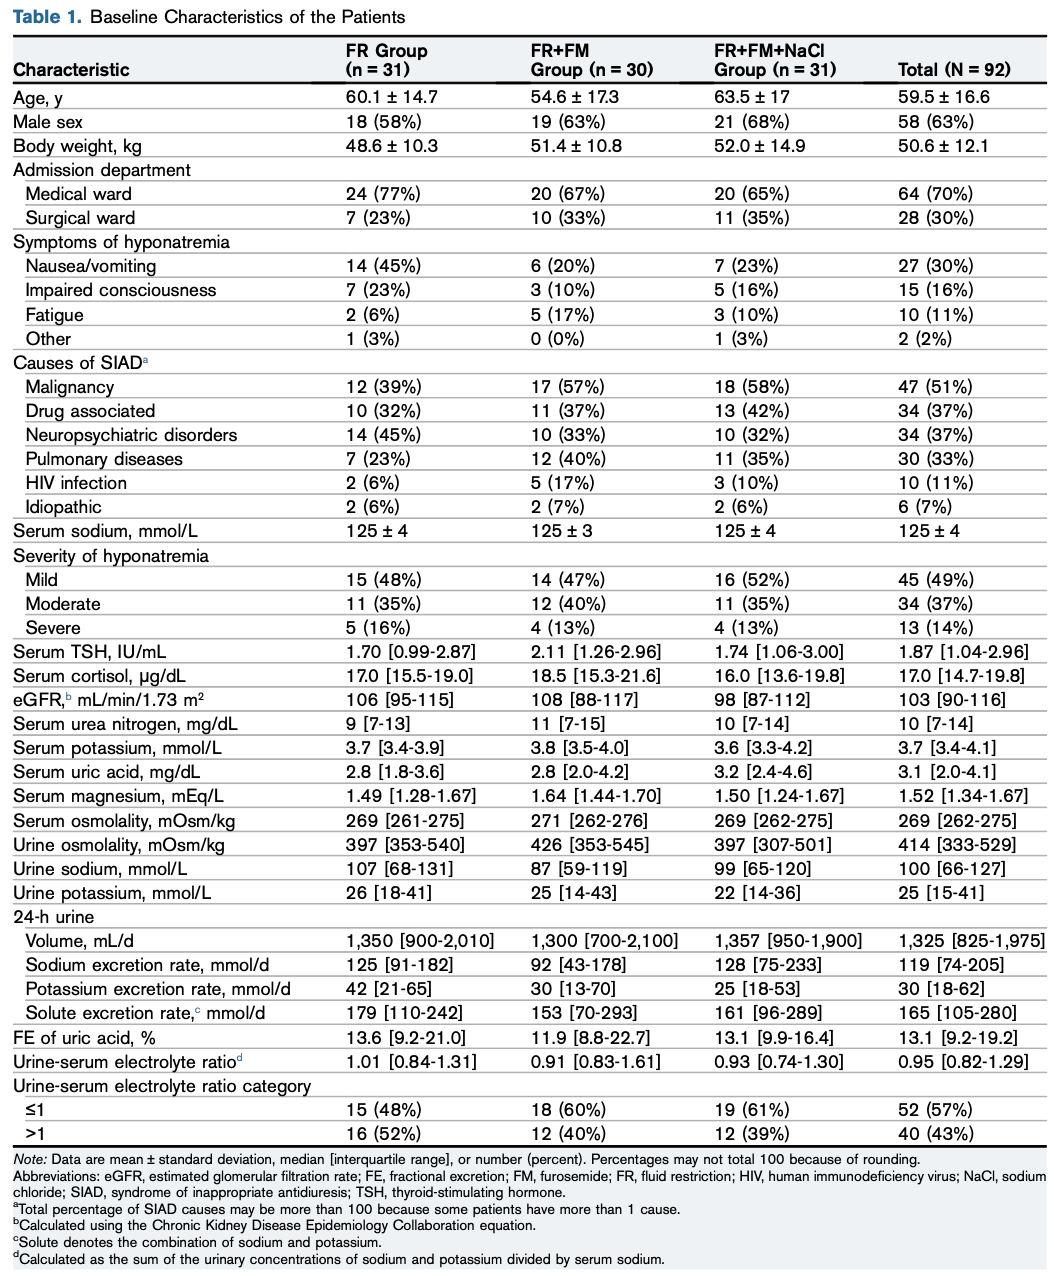 Table 1. Baseline Characteristics of the Patients
Characteristic FR Group (n = 31) FR+FM Group (n = 30) FR+FM+NaCl Group (n = 31) Total (N = 92)
Age, y 60.1 ± 14.7 54.6 ± 17.3 63.5 ± 17 59.5 ± 16.6
Male sex 18 (58%) 19 (63%) 21 (68%) 58 (63%)
Body weight, kg 48.6 ± 10.3 51.4 ± 10.8 52.0 ± 14.9 50.6 ± 12.1
Admission department
Medical ward 24 (77%) 20 (67%) 20 (65%) 64 (70%)
Surgical ward 7 (23%) 10 (33%) 11 (35%) 28 (30%)
Symptoms of hyponatremia
Nausea/vomiting 14 (45%) 6 (20%) 7 (23%) 27 (30%)
Impaired consciousness 7 (23%) 3 (10%) 5 (16%) 15 (16%)
Fatigue 2 (6%) 5 (17%) 3 (10%) 10 (11%)
Other 1 (3%) 0 (0%) 1 (3%) 2 (2%)
Causes of SIADᵃ
Malignancy 12 (39%) 17 (57%) 18 (58%) 47 (51%)
Drug associated 10 (32%) 11 (37%) 13 (42%) 34 (37%)
Neuropsychiatric disorders 14 (45%) 10 (33%) 10 (32%) 34 (37%)
Pulmonary diseases 7 (23%) 12 (40%) 11 (35%) 30 (33%)
HIV infection 2 (6%) 5 (17%) 3 (10%) 10 (11%)
Idiopathic 2 (6%) 2 (7%) 2 (6%) 6 (7%)
Serum sodium, mmol/L 125 ± 4 125 ± 3 125 ± 4 125 ± 4
Severity of hyponatremia
Mild 15 (48%) 14 (47%) 16 (52%) 45 (49%)
Moderate 11 (35%) 12 (40%) 11 (35%) 34 (37%)
Severe 5 (16%) 4 (13%) 4 (13%) 13 (14%)
Serum TSH, IU/mL 1.70 [0.99-2.87] 2.11 [1.26-2.96] 1.74 [1.06-3.00] 1.87 [1.04-2.96]
Serum cortisol, μg/dL 17.0 [15.5-19.0] 18.5 [15.3-21.6] 16.0 [13.6-19.8] 17.0 [14.7-19.8]
eGFR,ᵇ mL/min/1.73 m² 106 [95-115] 108 [88-117] 98 [87-112] 103 [90-116]
Serum urea nitrogen, mg/dL 9 [7-13] 11 [7-15] 10 [7-14] 10 [7-14]
Serum potassium, mmol/L 3.7 [3.4-3.9] 3.8 [3.5-4.0] 3.6 [3.3-4.2] 3.7 [3.4-4.1]
Serum uric acid, mg/dL 2.8 [1.8-3.6] 2.8 [2.0-4.2] 3.2 [2.4-4.6] 3.1 [2.0-4.1]
Serum magnesium, mEq/L 1.49 [1.28-1.67] 1.64 [1.44-1.70] 1.50 [1.24-1.67] 1.52 [1.34-1.67]
Serum osmolality, mOsm/kg 269 [261-275] 271 [262-276] 269 [262-275] 269 [262-275]
Urine osmolality, mOsm/kg 397 [353-540] 426 [353-545] 397 [307-501] 414 [333-529]
Urine sodium, mmol/L 107 [68-131] 87 [59-119] 99 [65-120] 100 [66-127]
Urine potassium, mmol/L 26 [18-41] 25 [14-43] 22 [14-36] 25 [15-41]
24-h urine
Volume, mL/d 1,350 [900-2,010] 1,300 [700-2,100] 1,357 [950-1,900] 1,325 [825-1,975]
Sodium excretion rate, mmol/d 125 [91-182] 92 [43-178] 128 [75-233] 119 [74-205]
Potassium excretion rate, mmol/d 42 [21-65] 30 [13-70] 25 [18-53] 30 [18-62]
Solute excretion rate,ᶜ mmol/d 179 [110-242] 153 [70-293] 161 [96-289] 165 [105-280]
FE of uric acid, % 13.6 [9.2-21.0] 11.9 [8.8-22.7] 13.1 [9.9-16.4] 13.1 [9.2-19.2]
Urine-serum electrolyte ratioᵈ 1.01 [0.84-1.31] 0.91 [0.83-1.61] 0.93 [0.74-1.30] 0.95 [0.82-1.29]
Urine-serum electrolyte ratio category
≤1 15 (48%) 18 (60%) 19 (61%) 52 (57%)
>1 16 (52%) 12 (40%) 12 (39%) 40 (43%)
Note: Data are mean ± standard deviation, median [interquartile range], or number (percent). Percentages may not total 100 because of rounding.
Abbreviations: eGFR, estimated glomerular filtration rate; FE, fractional excretion; FM, furosemide; FR, fluid restriction; HIV, human immunodeficiency virus; NaCl, sodium
chloride; SIAD, syndrome of inappropriate antidiuresis; TSH, thyroid-stimulating hormone.
ᵃTotal percentage of SIAD causes may be more than 100 because some patients have more than 1 cause.
ᵇCalculated using the Chronic Kidney Disease Epidemiology Collaboration equation.
ᶜSolute denotes the combination of sodium and potassium.
ᵈCalculated as the sum of the urinary concentrations of sodium and potassium divided by serum sodium.